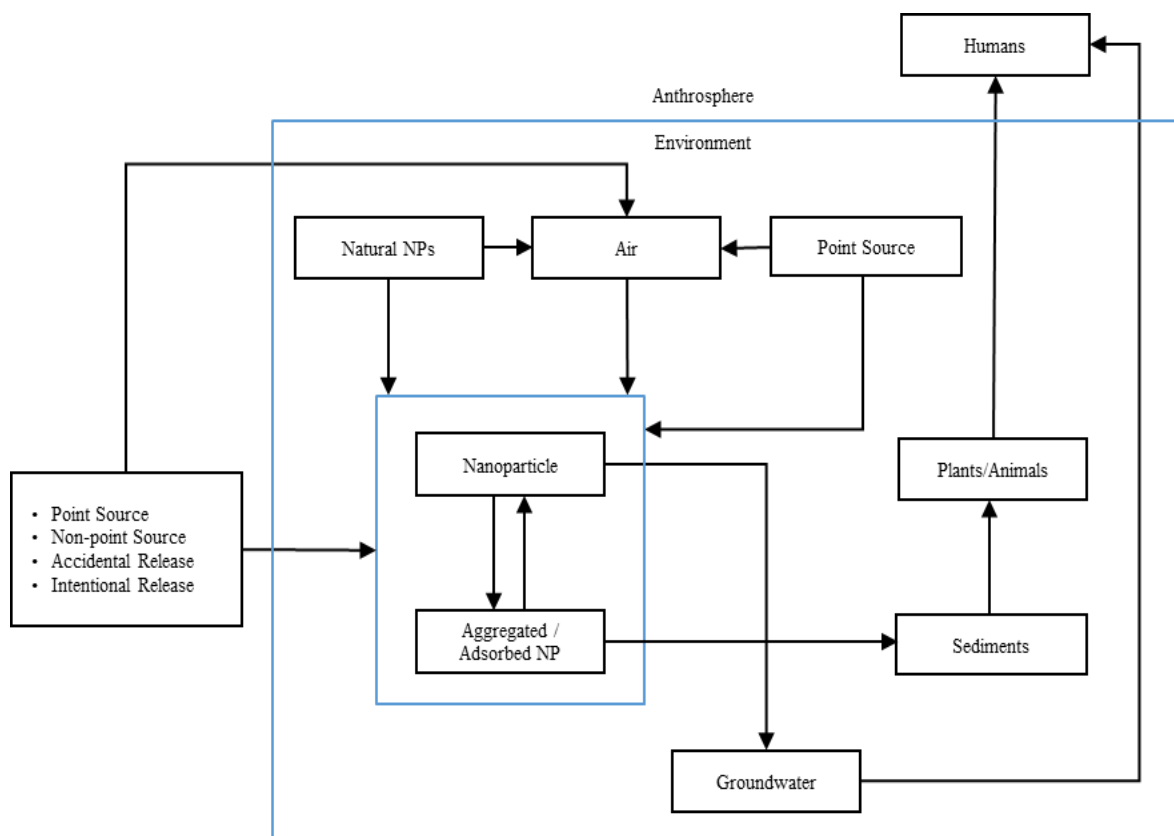 Humans
Anthrosphere
Environment
Natural NPs
Air
Point Source
Nanoparticle
Plants/Animals
• Point Source
• Non-point Source
• Accidental Release
• Intentional Release
Aggregated /
Adsorbed NP
Sediments
Groundwater